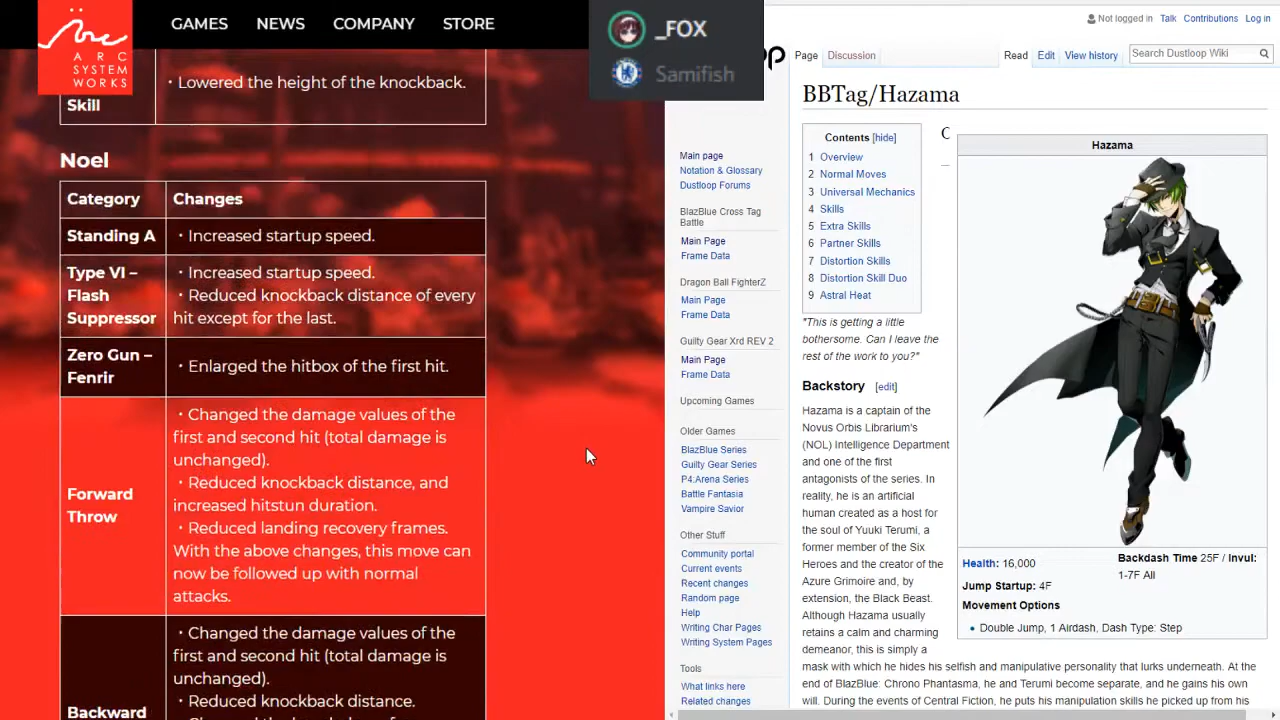 ARC
SYSTEM
WORKS
GAMES NEWS COMPANY STORE
_FOX
Samifish
Skill
・Lowered the height of the knockback.
Noel
Category Changes
Standing A ・Increased startup speed.
Type VI –
Flash
Suppressor
・Increased startup speed.
・Reduced knockback distance of every
hit except for the last.
Zero Gun –
Fenrir
・Enlarged the hitbox of the first hit.
Forward
Throw
・Changed the damage values of the
first and second hit (total damage is
unchanged).
・Reduced knockback distance, and
increased hitstun duration.
・Reduced landing recovery frames.
With the above changes, this move can
now be followed up with normal
attacks.
Backward
・Changed the damage values of the
first and second hit (total damage is
unchanged).
・Reduced knockback distance.
Main page
Notation & Glossary
Dustloop Forums
BlazBlue Cross Tag
Battle
Main Page
Frame Data
Dragon Ball FighterZ
Main Page
Frame Data
Guilty Gear Xrd REV 2
Main Page
Frame Data
Upcoming Games
Older Games
BlazBlue Series
Guilty Gear Series
P4:Arena Series
Battle Fantasia
Vampire Savior
Other Stuff
Community portal
Current events
Recent changes
Random page
Help
Writing Char Pages
Writing System Pages
Tools
What links here
Related changes
Not logged in Talk Contributions Log in
Page Discussion Read Edit View history Search Dustloop Wiki
BBTag/Hazama
Contents [hide]
1 Overview
2 Normal Moves
3 Universal Mechanics
4 Skills
5 Extra Skills
6 Partner Skills
7 Distortion Skills
8 Distortion Skill Duo
9 Astral Heat
"This is getting a little
bothersome. Can I leave the
rest of the work to you?"
Backstory [edit]
Hazama is a captain of the
Novus Orbis Librarium's
(NOL) Intelligence Department
and one of the first
antagonists of the series. In
reality, he is an artificial
human created as a host for
the soul of Yuuki Terumi, a
former member of the Six
Heroes and the creator of the
Azure Grimoire and, by
extension, the Black Beast.
Although Hazama usually
retains a calm and charming
demeanor, this is simply a
mask with which he hides his selfish and manipulative personality that lurks underneath. At the
end of BlazBlue: Chrono Phantasma, he and Terumi become separate, and he gains his own
will. During the events of Central Fiction, he puts his manipulation skills he picked up from his
Hazama
Health: 16,000
Jump Startup: 4F
Backdash Time 25F / Invul:
1-7F All
Movement Options
Double Jump, 1 Airdash, Dash Type: Step